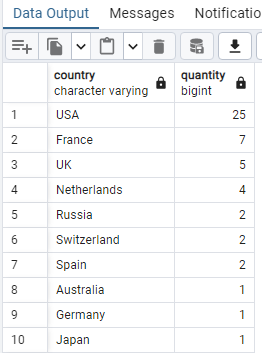 Data Output Messages Notificatio
country quantity
character varying bigint
1 USA 25
2 France 7
3 UK 5
4 Netherlands 4
5 Russia 2
6 Switzerland 2
7 Spain 2
8 Australia 1
9 Germany 1
10 Japan 1